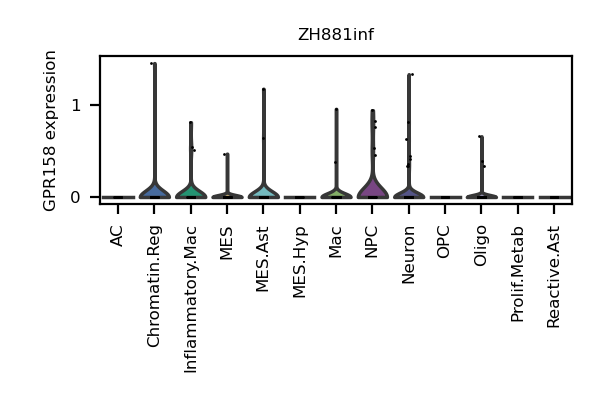 ZH881inf
GPR158 expression
1
0
AC
Chromatin.Reg
Inflammatory.Mac
MES
MES.Ast
MES.Hyp
Mac
NPC
Neuron
OPC
Oligo
Prolif.Metab
Reactive.Ast